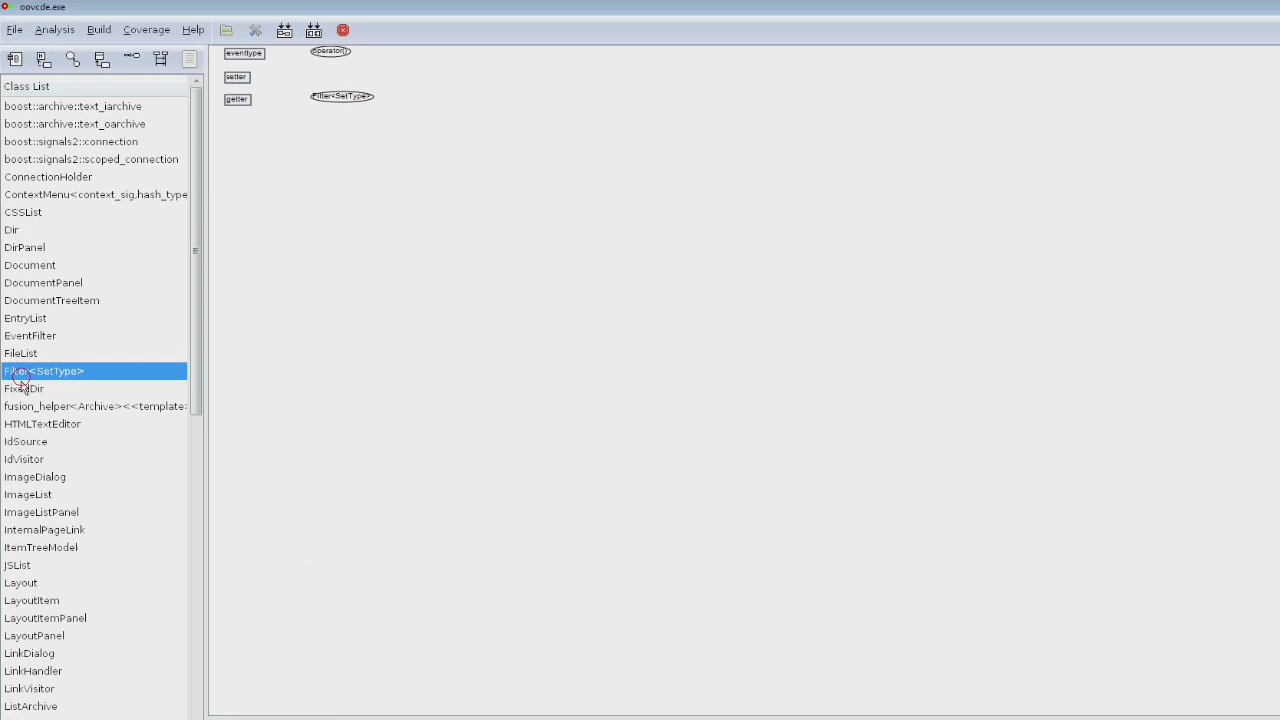 oovcde.exe
File Analysis Build Coverage Help
Class List
boost::archive::text_iarchive
boost::archive::text_oarchive
boost::signals2::connection
boost::signals2::scoped_connection
ConnectionHolder
ContextMenu<context_sig,hash_type
CSSList
Dir
DirPanel
Document
DocumentPanel
DocumentTreeItem
EntryList
EventFilter
FileList
Filter<SetType>
FixedDir
fusion_helper<Archive><<template>
HTMLTextEditor
IdSource
IdVisitor
ImageDialog
ImageList
ImageListPanel
InternalPageLink
ItemTreeModel
JSList
Layout
LayoutItem
LayoutItemPanel
LayoutPanel
LinkDialog
LinkHandler
LinkVisitor
ListArchive
eventtype operator()
setter
getter Filter<SetType>